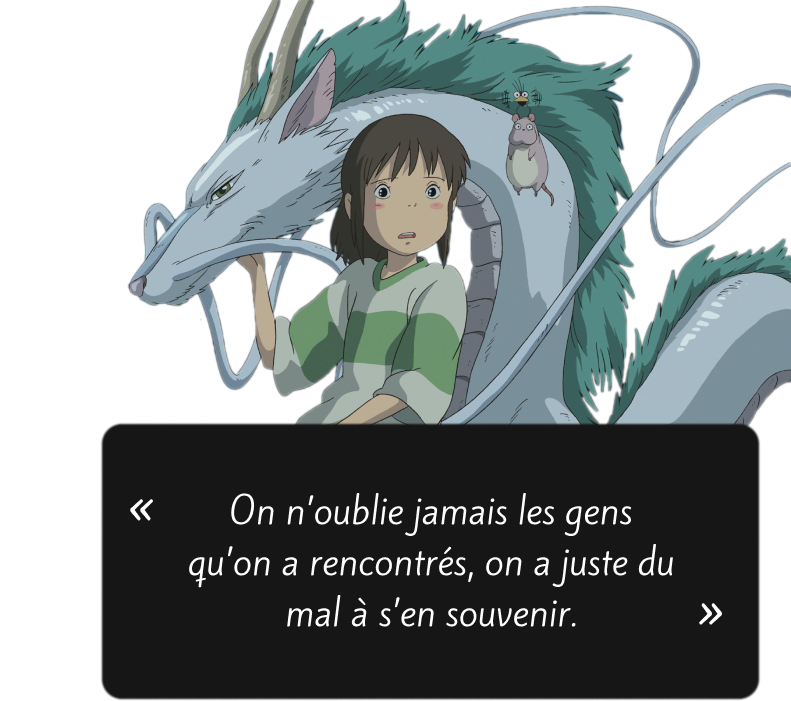 « On n'oublie jamais les gens
qu'on a rencontrés, on a juste du
mal à s'en souvenir. »